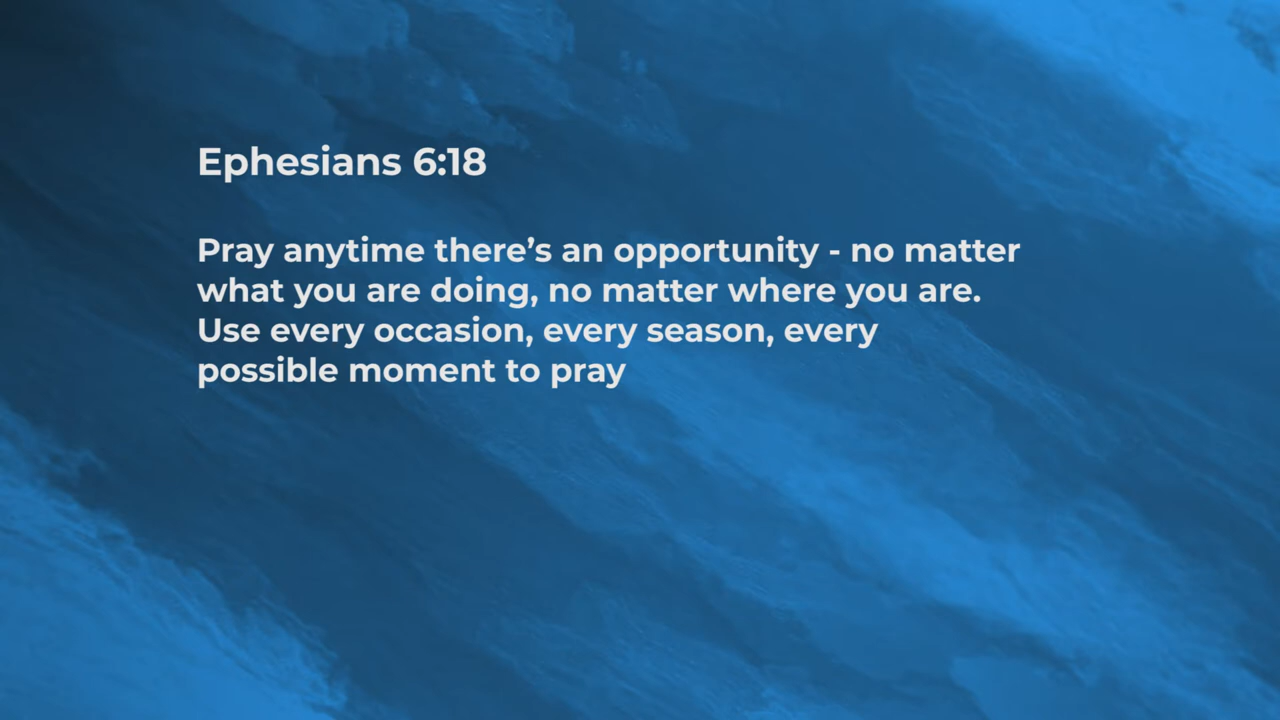 Ephesians 6:18
Pray anytime there’s an opportunity - no matter
what you are doing, no matter where you are.
Use every occasion, every season, every
possible moment to pray